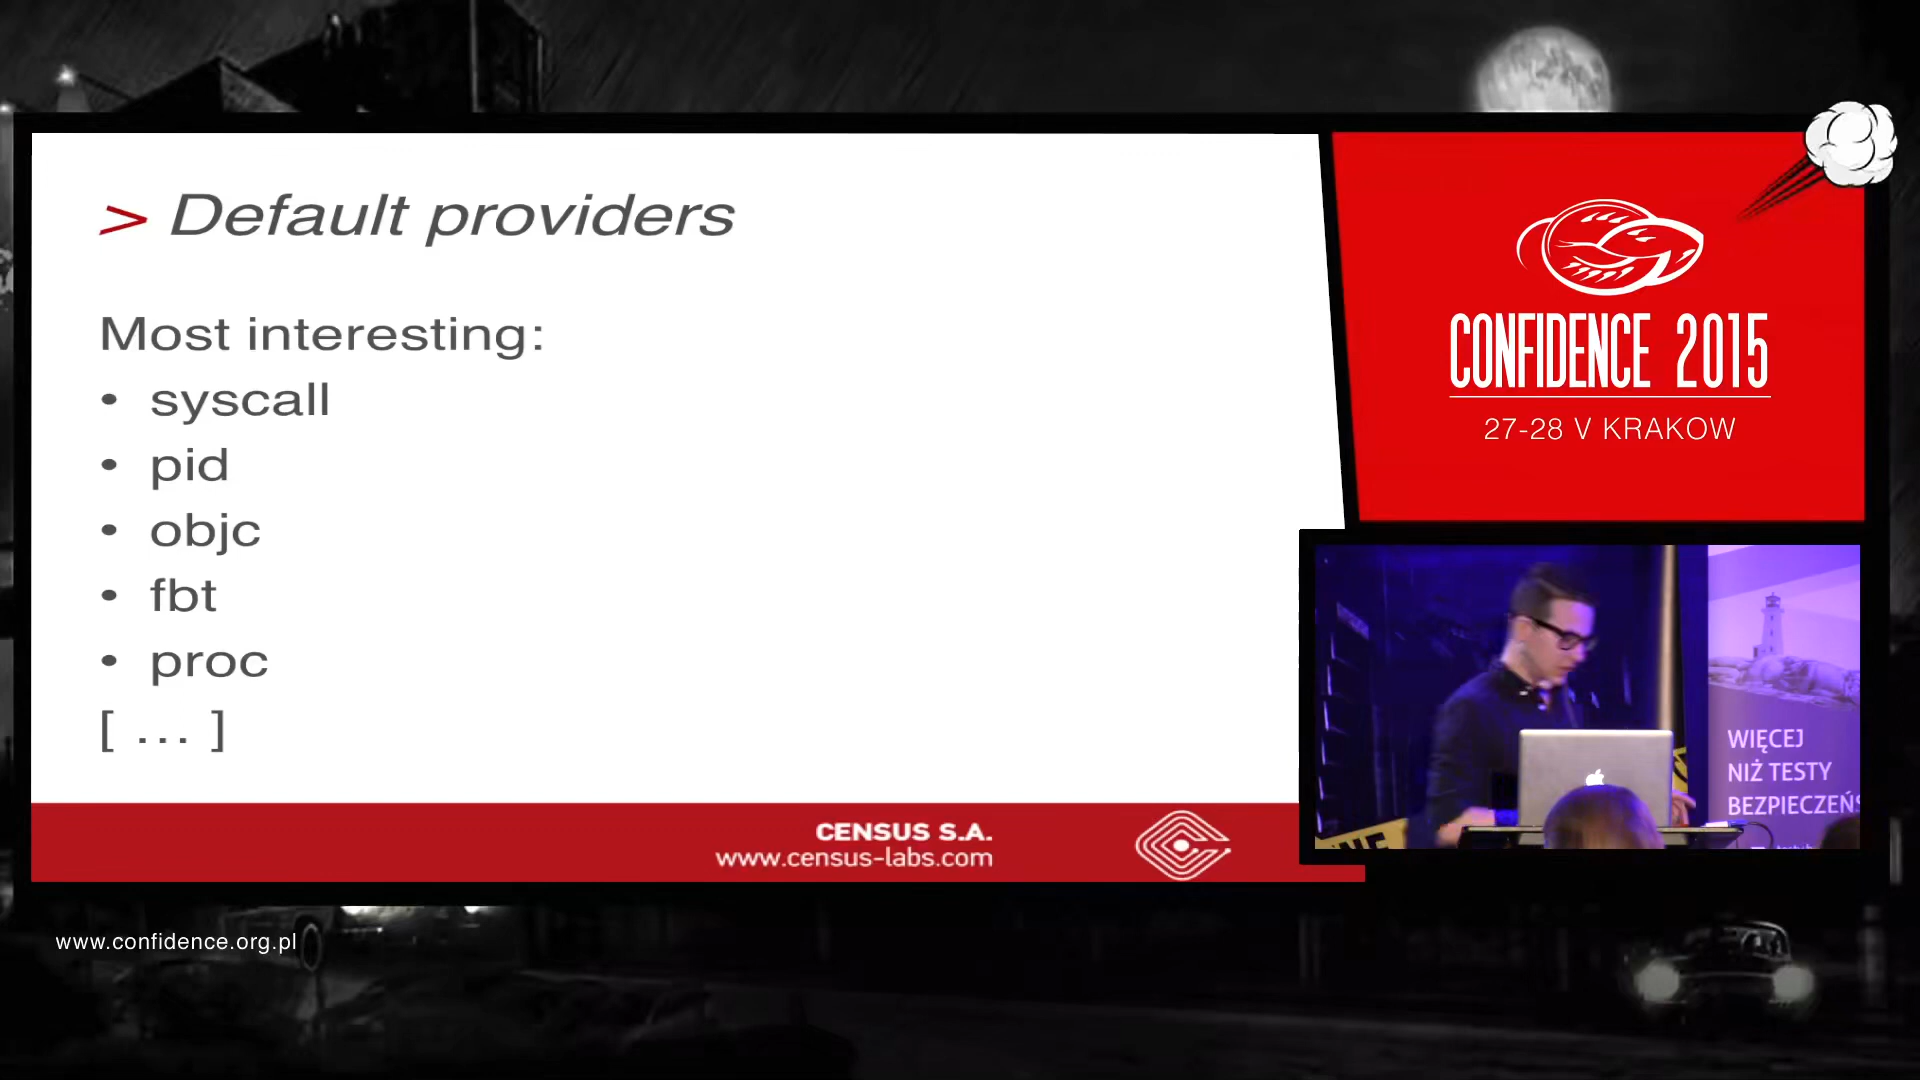 > Default providers
Most interesting:
• syscall
• pid
• objc
• fbt
• proc
[ ... ]
CENSUS S.A.
www.census-labs.com
CONFIDENCE 2015
27-28 V KRAKOW
WIĘCEJ
NIŻ TESTY
www.confidence.org.pl